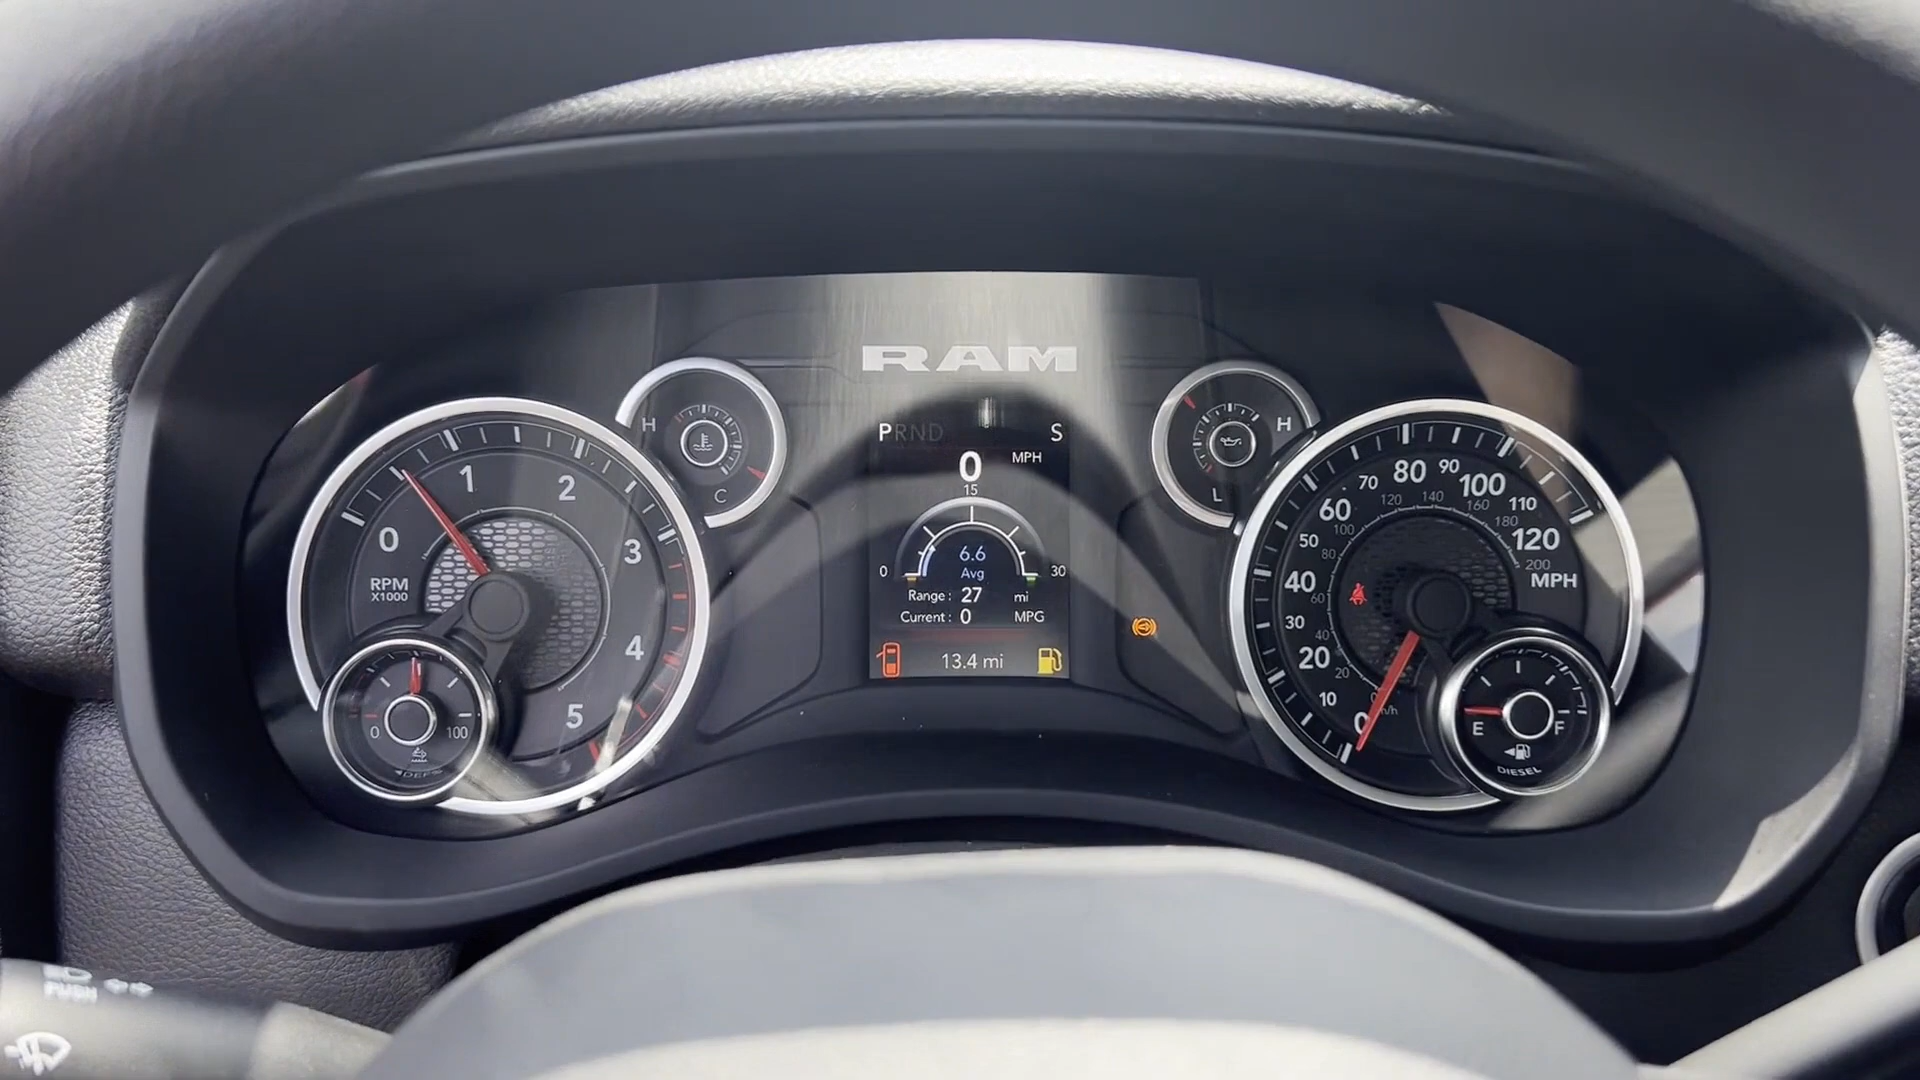 RAM
PRND S
0 MPH
15
6.6
Avg
0 30
Range: 27 mi
Current: 0 MPG
13.4 mi
0 1 2 3 4 5
RPM
X1000
0 100
DEF
H
C
H
L
0 10 20 30 40 50 60 70 80 90 100 110 120
MPH
20 40 60 80 100 120 140 160 180 200
E F
DIESEL
PUSH